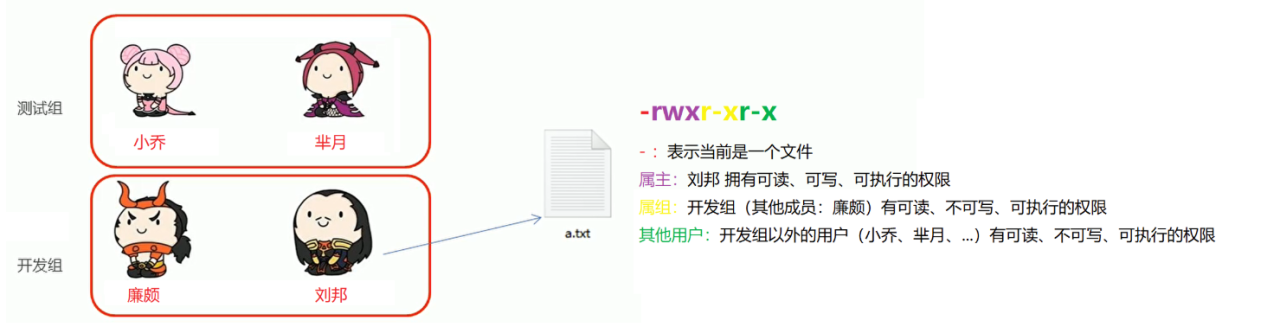 测试组
小乔
芈月
开发组
廉颇
刘邦
a.txt
-rwxr-xr-x
- ：表示当前是一个文件
属主：刘邦 拥有可读、可写、可执行的权限
属组：开发组（其他成员：廉颇）有可读、不可写、可执行的权限
其他用户：开发组以外的用户（小乔、芈月、...）有可读、不可写、可执行的权限